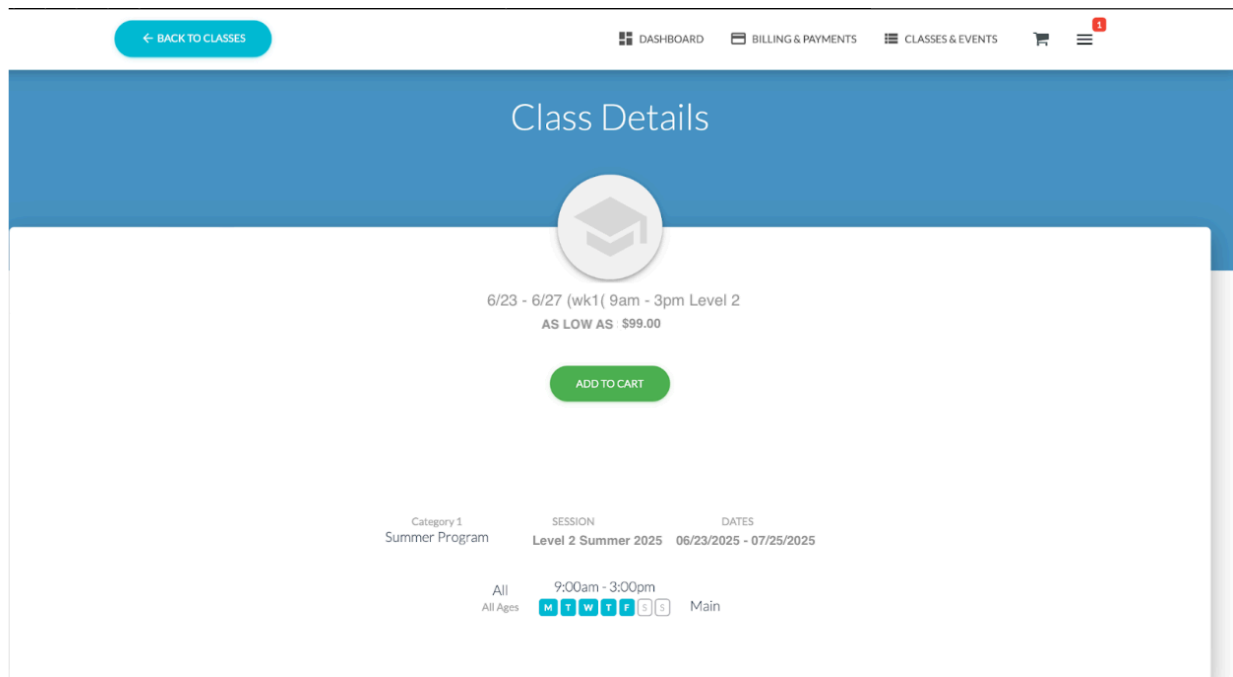 ← BACK TO CLASSES DASHBOARD BILLING & PAYMENTS CLASSES & EVENTS 1
Class Details
6/23 - 6/27 (wk1( 9am - 3pm Level 2
AS LOW AS $99.00
ADD TO CART
Category 1 SESSION DATES
Summer Program Level 2 Summer 2025 06/23/2025 - 07/25/2025
All 9:00am - 3:00pm
All Ages M T W T F S S Main